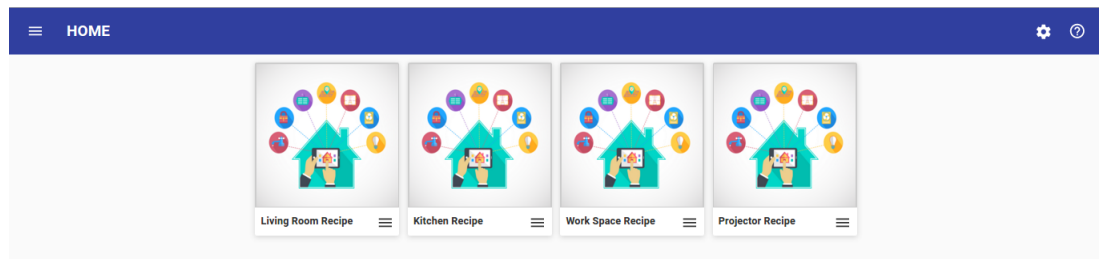 HOME
Living Room Recipe
Kitchen Recipe
Work Space Recipe
Projector Recipe